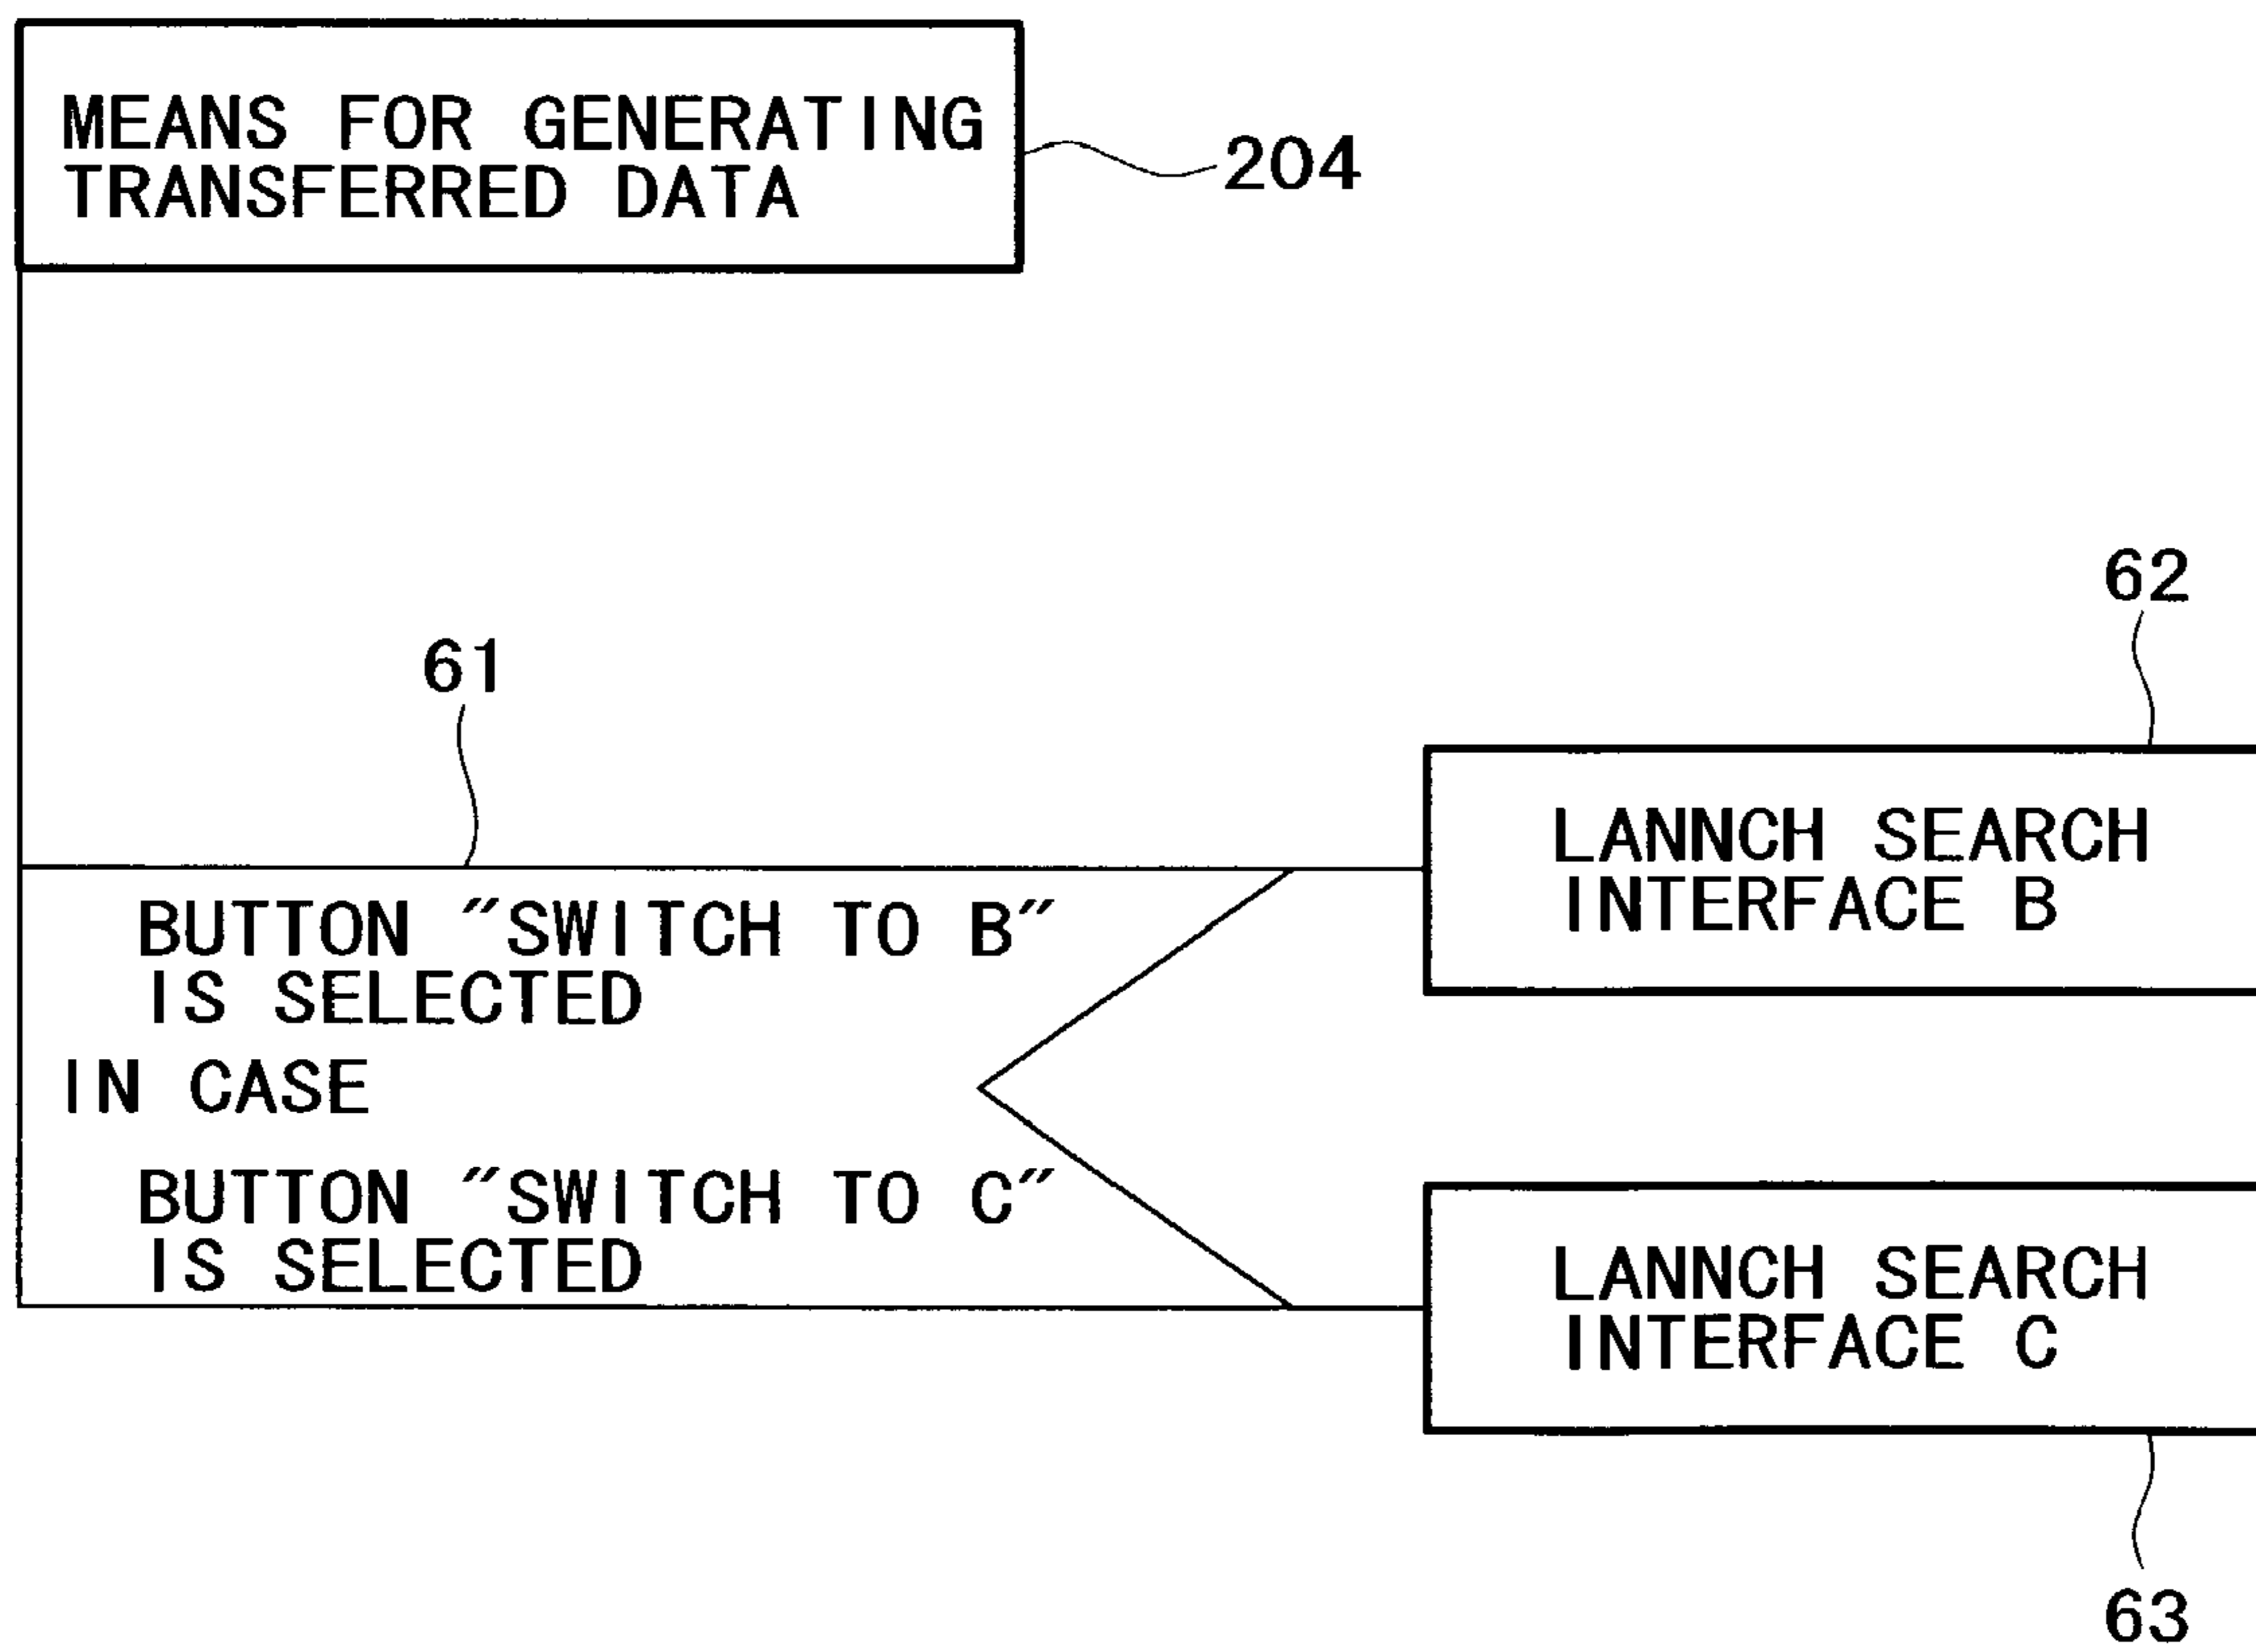 MEANS FOR GENERATING
TRANSFERRED DATA
204
62
61
LANNCH SEARCH
INTERFACE B
BUTTON "SWITCH TO B"
IS SELECTED
IN CASE
BUTTON "SWITCH TO C"
IS SELECTED
LANNCH SEARCH
INTERFACE C
63